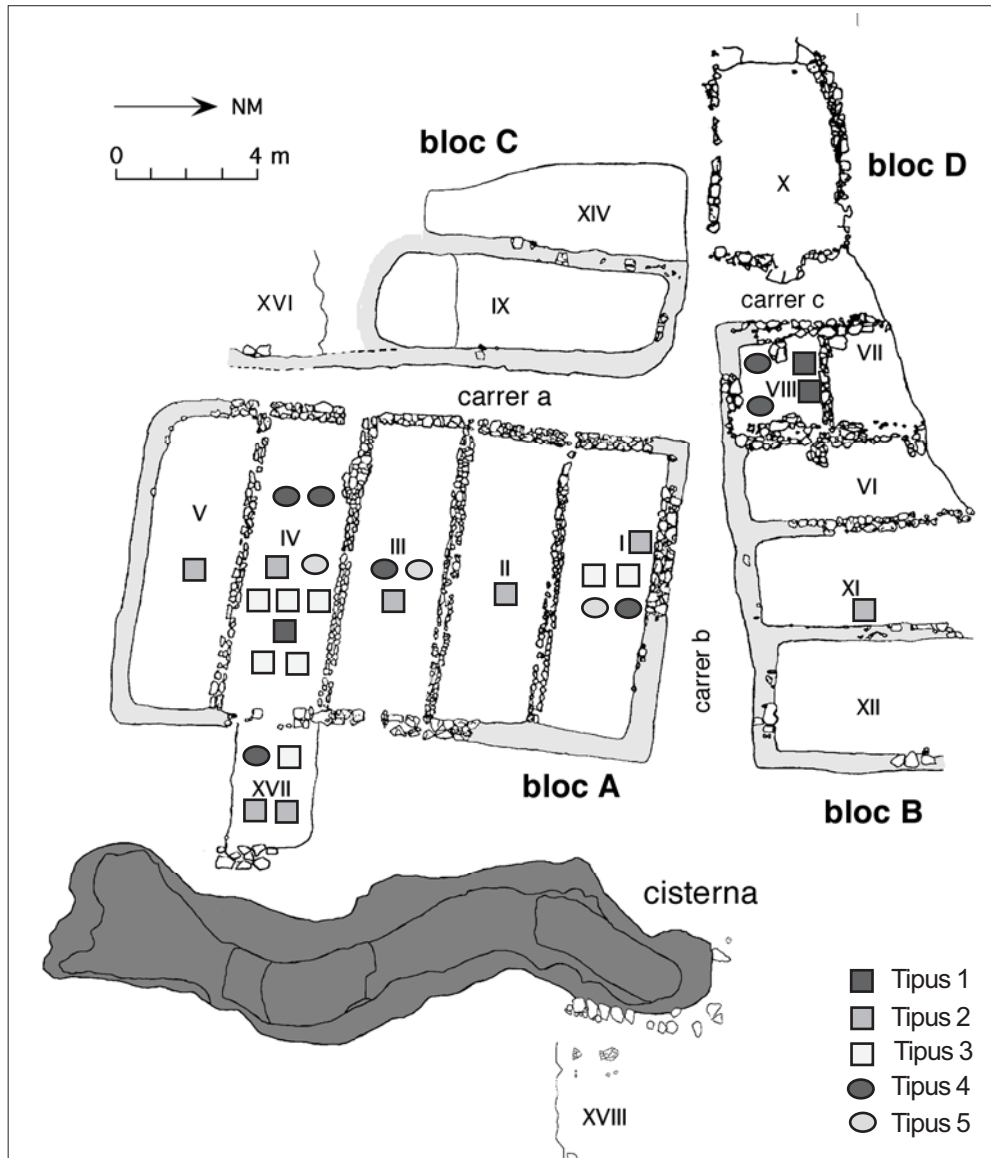 NM
0 4 m
bloc C
bloc D
X
XIV
XVI
IX
carrer c
VII
VIII
carrer a
VI
V
IV
III
II
I
XI
carrer b
XII
XVII
bloc A
bloc B
cisterna
Tipus 1
Tipus 2
Tipus 3
Tipus 4
Tipus 5
XVIII